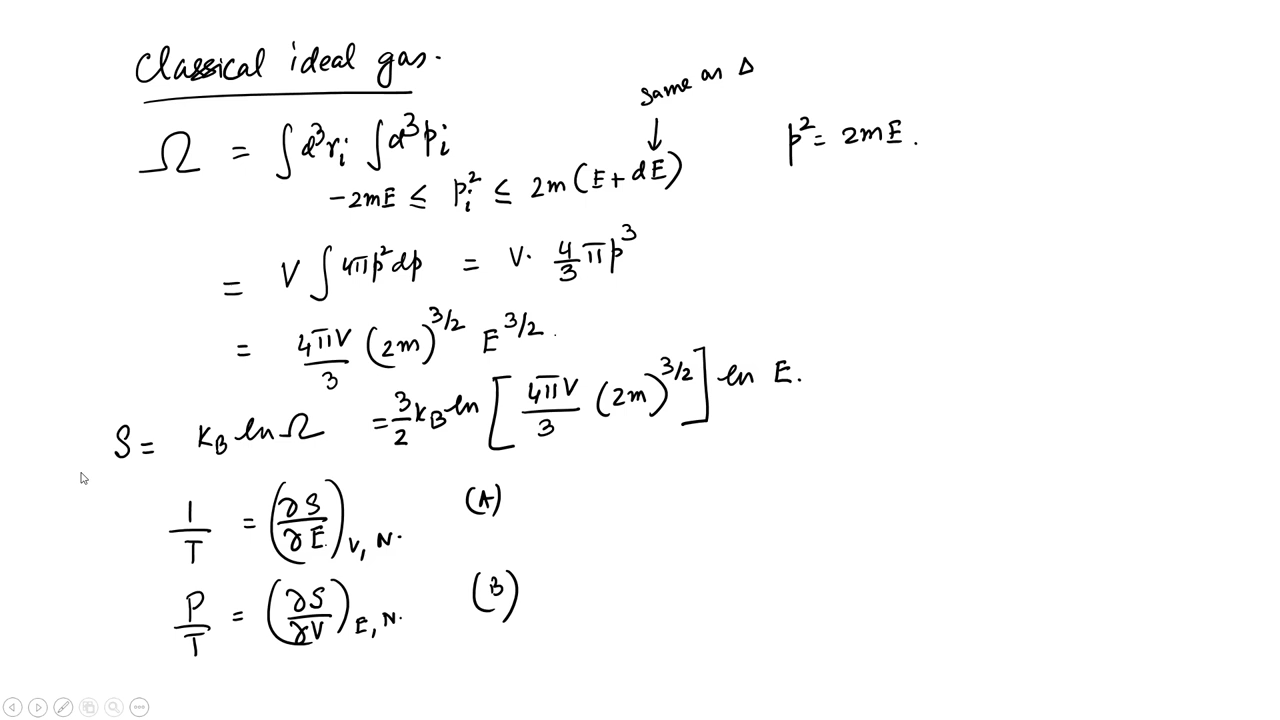 Classical ideal gas.
same as Δ
Ω = ∫d³rᵢ ∫d³pᵢ
p² = 2mE.
-2mE ≤ pᵢ² ≤ 2m(E + dE)
= V ∫4πp²dp = V· 4/3 πp³
= 4πV/3 (2m)^3/2 E^3/2.
S = K_B ln Ω = 3/2 K_B ln [4πV/3 (2m)^3/2] ln E.
1/T = (∂S/∂E)_V, N. (A)
P/T = (∂S/∂V)_E, N. (B)